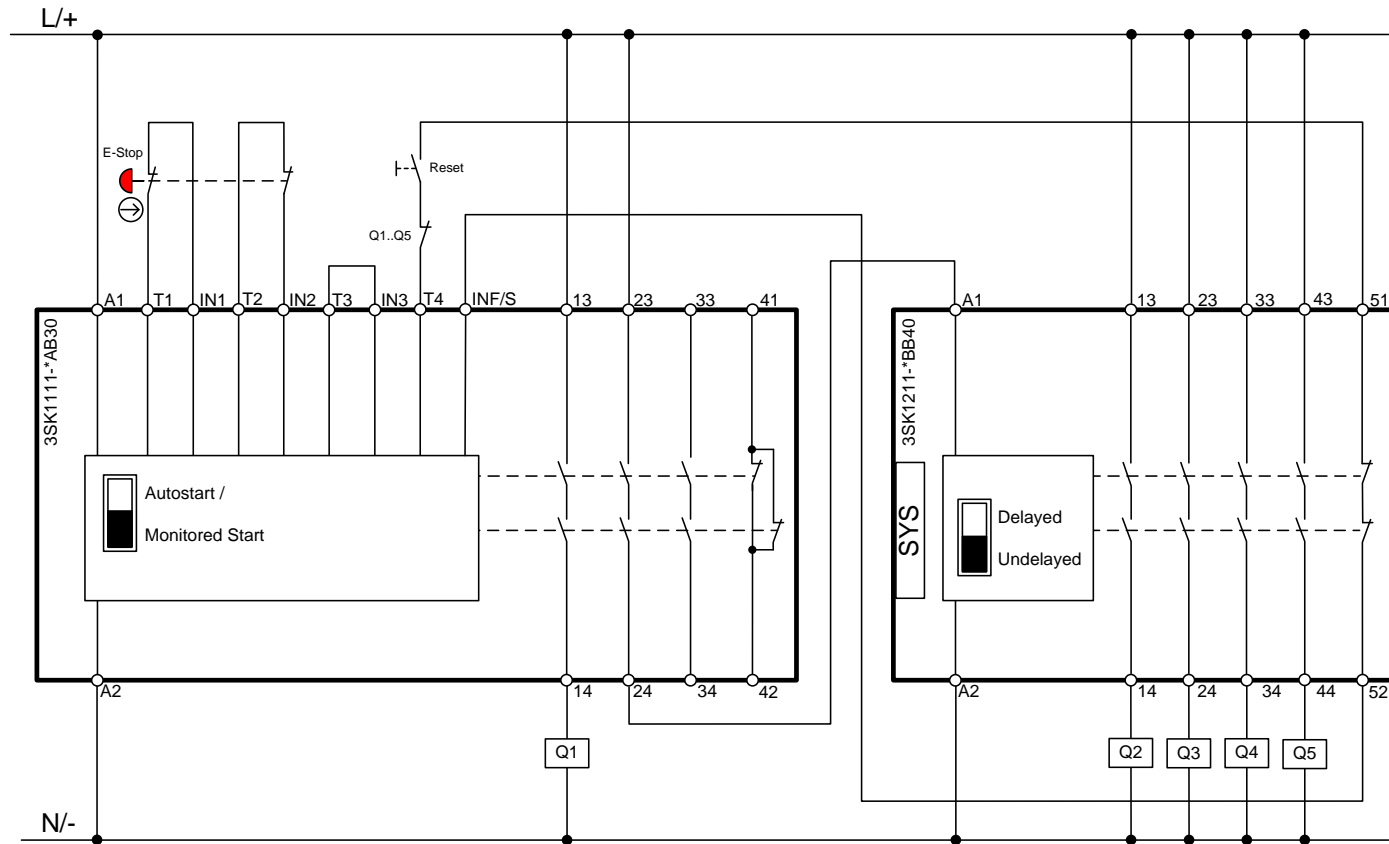 L/+
E-Stop
Reset
Q1..Q5
A1 T1 IN1 T2 IN2 T3 IN3 T4 INF/S 13 23 33 41
A1 13 23 33 43 51
3SK1111-*AB30
3SK1211-*BB40
Autostart /
Monitored Start
SYS
Delayed
Undelayed
A2 14 24 34 42
A2 14 24 34 44 52
Q1
Q2 Q3 Q4 Q5
N/-